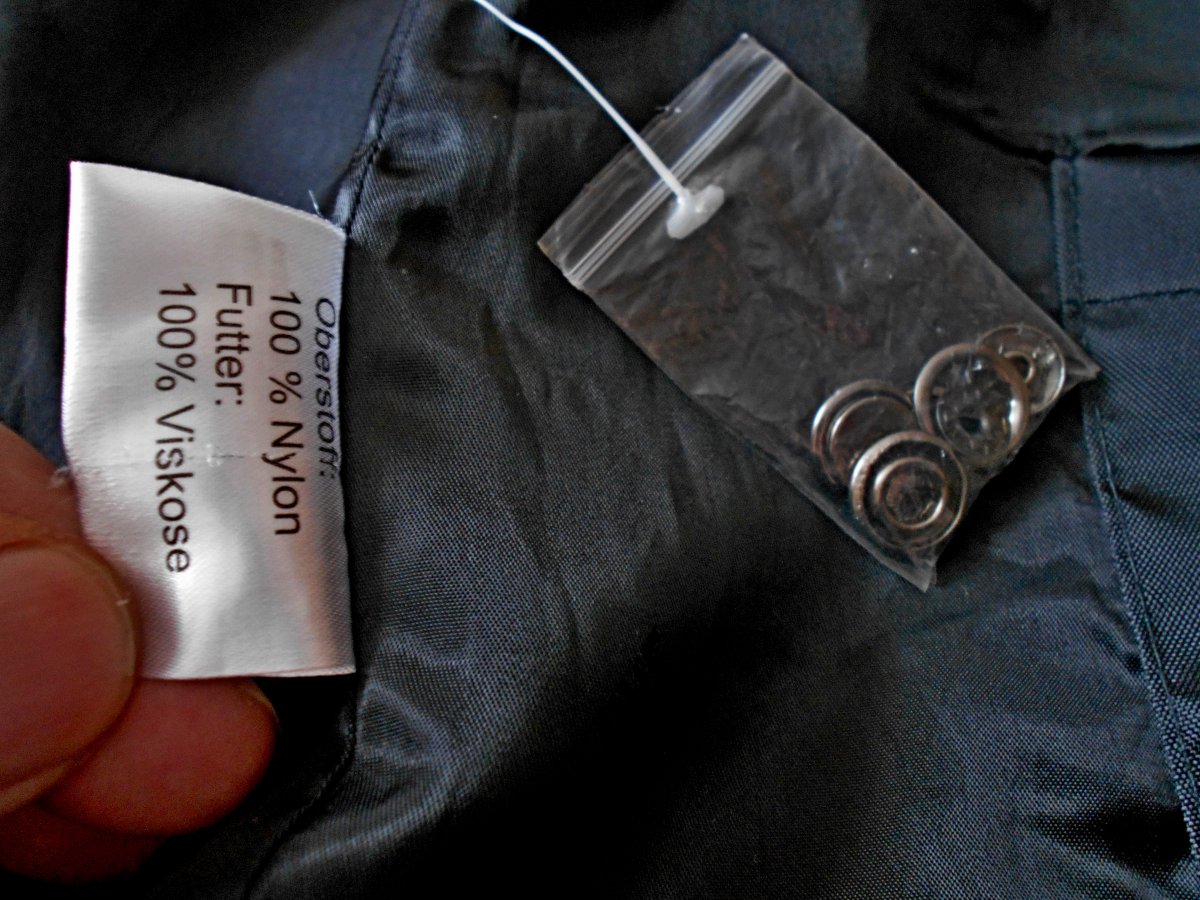 Oberstoff:
100 % Nylon
Futter:
100% Viskose